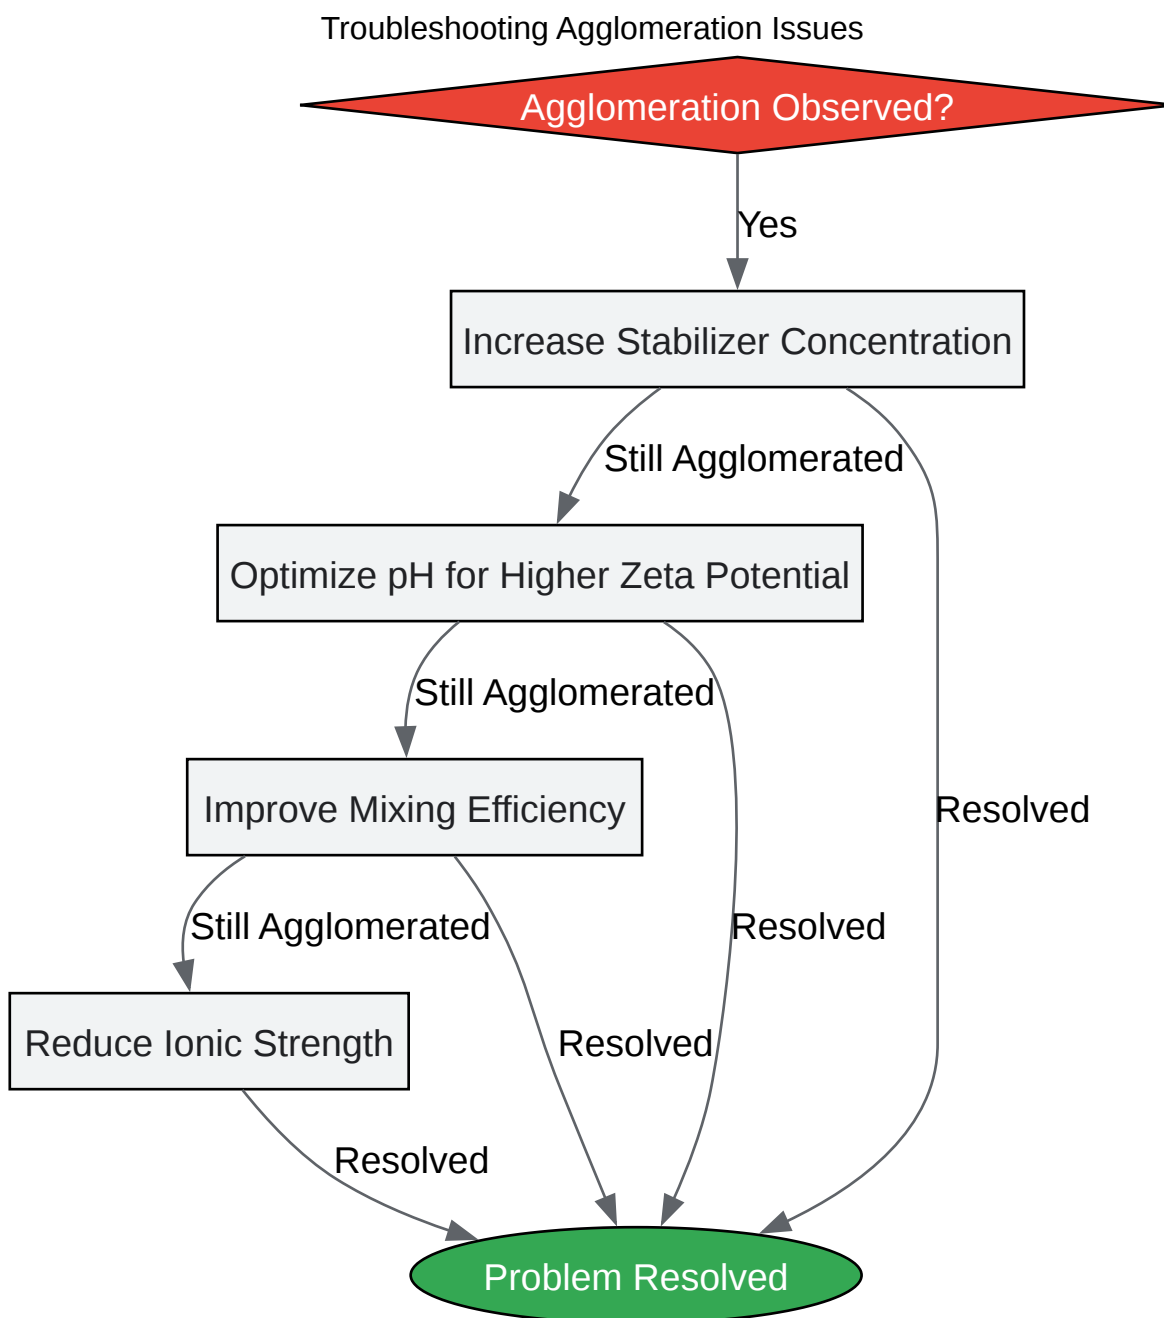 Troubleshooting Agglomeration Issues
Agglomeration Observed?
Yes
Increase Stabilizer Concentration
Still Agglomerated
Optimize pH for Higher Zeta Potential
Still Agglomerated
Improve Mixing Efficiency
Resolved
Still Agglomerated
Resolved
Reduce Ionic Strength
Resolved
Resolved
Problem Resolved